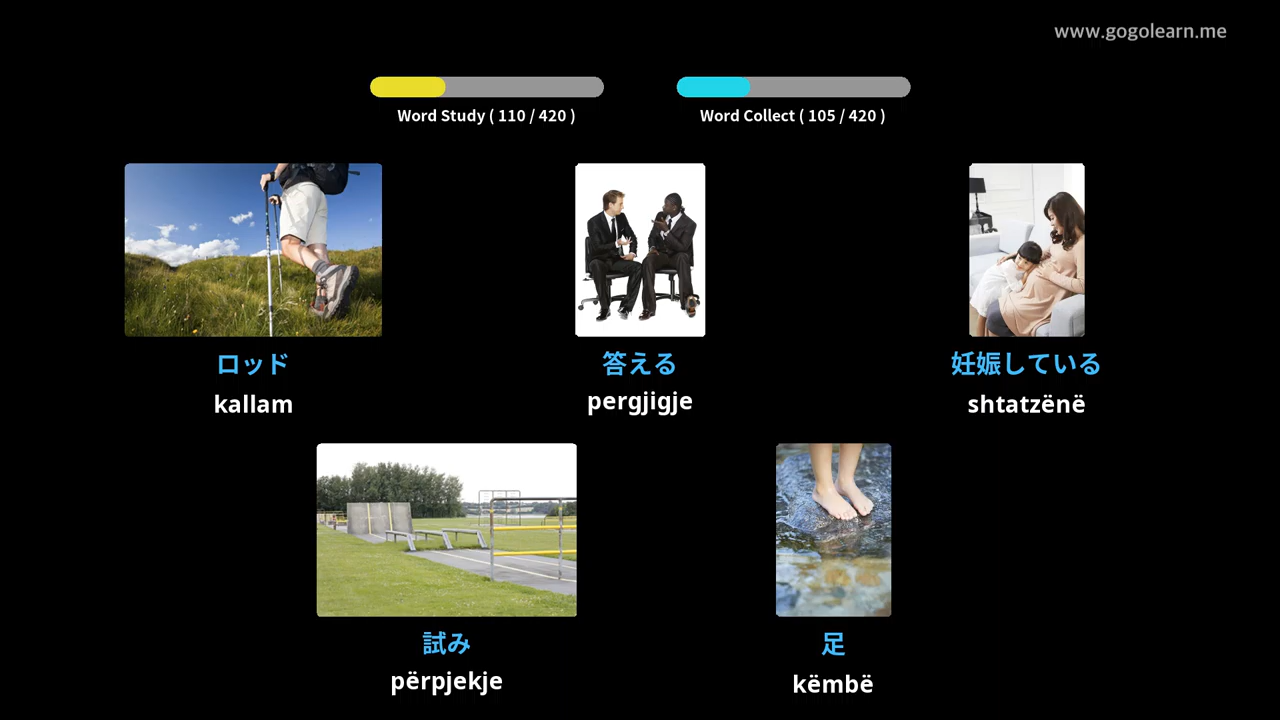 www.gogolearn.me
Word Study ( 110 / 420 )
Word Collect ( 105 / 420 )
ロッド
kallam
答える
pergjigje
妊娠している
shtatzënë
試み
përpjekje
足
këmbë